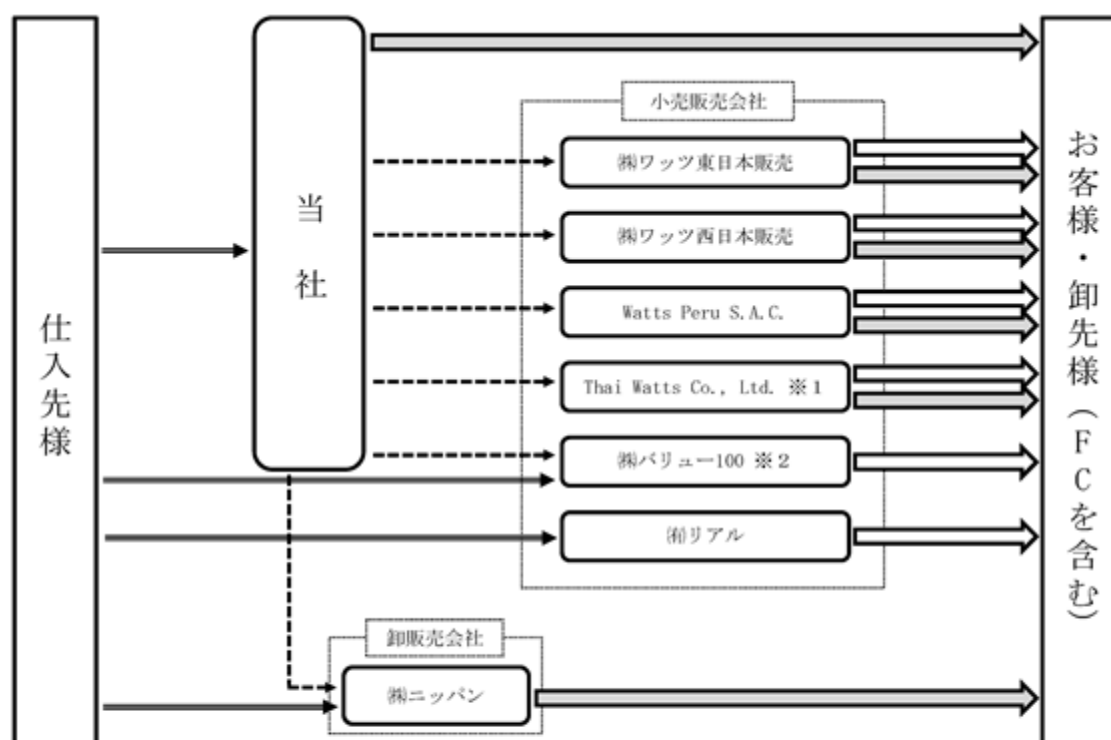 仕入先様
当社
小売販売会社
㈱ワッツ東日本販売
㈱ワッツ西日本販売
Watts Peru S.A.C.
Thai Watts Co., Ltd. ※1
㈱バリュー100 ※2
㈲リアル
卸販売会社
㈱ニッパン
お客様・卸先様(FCを含む)